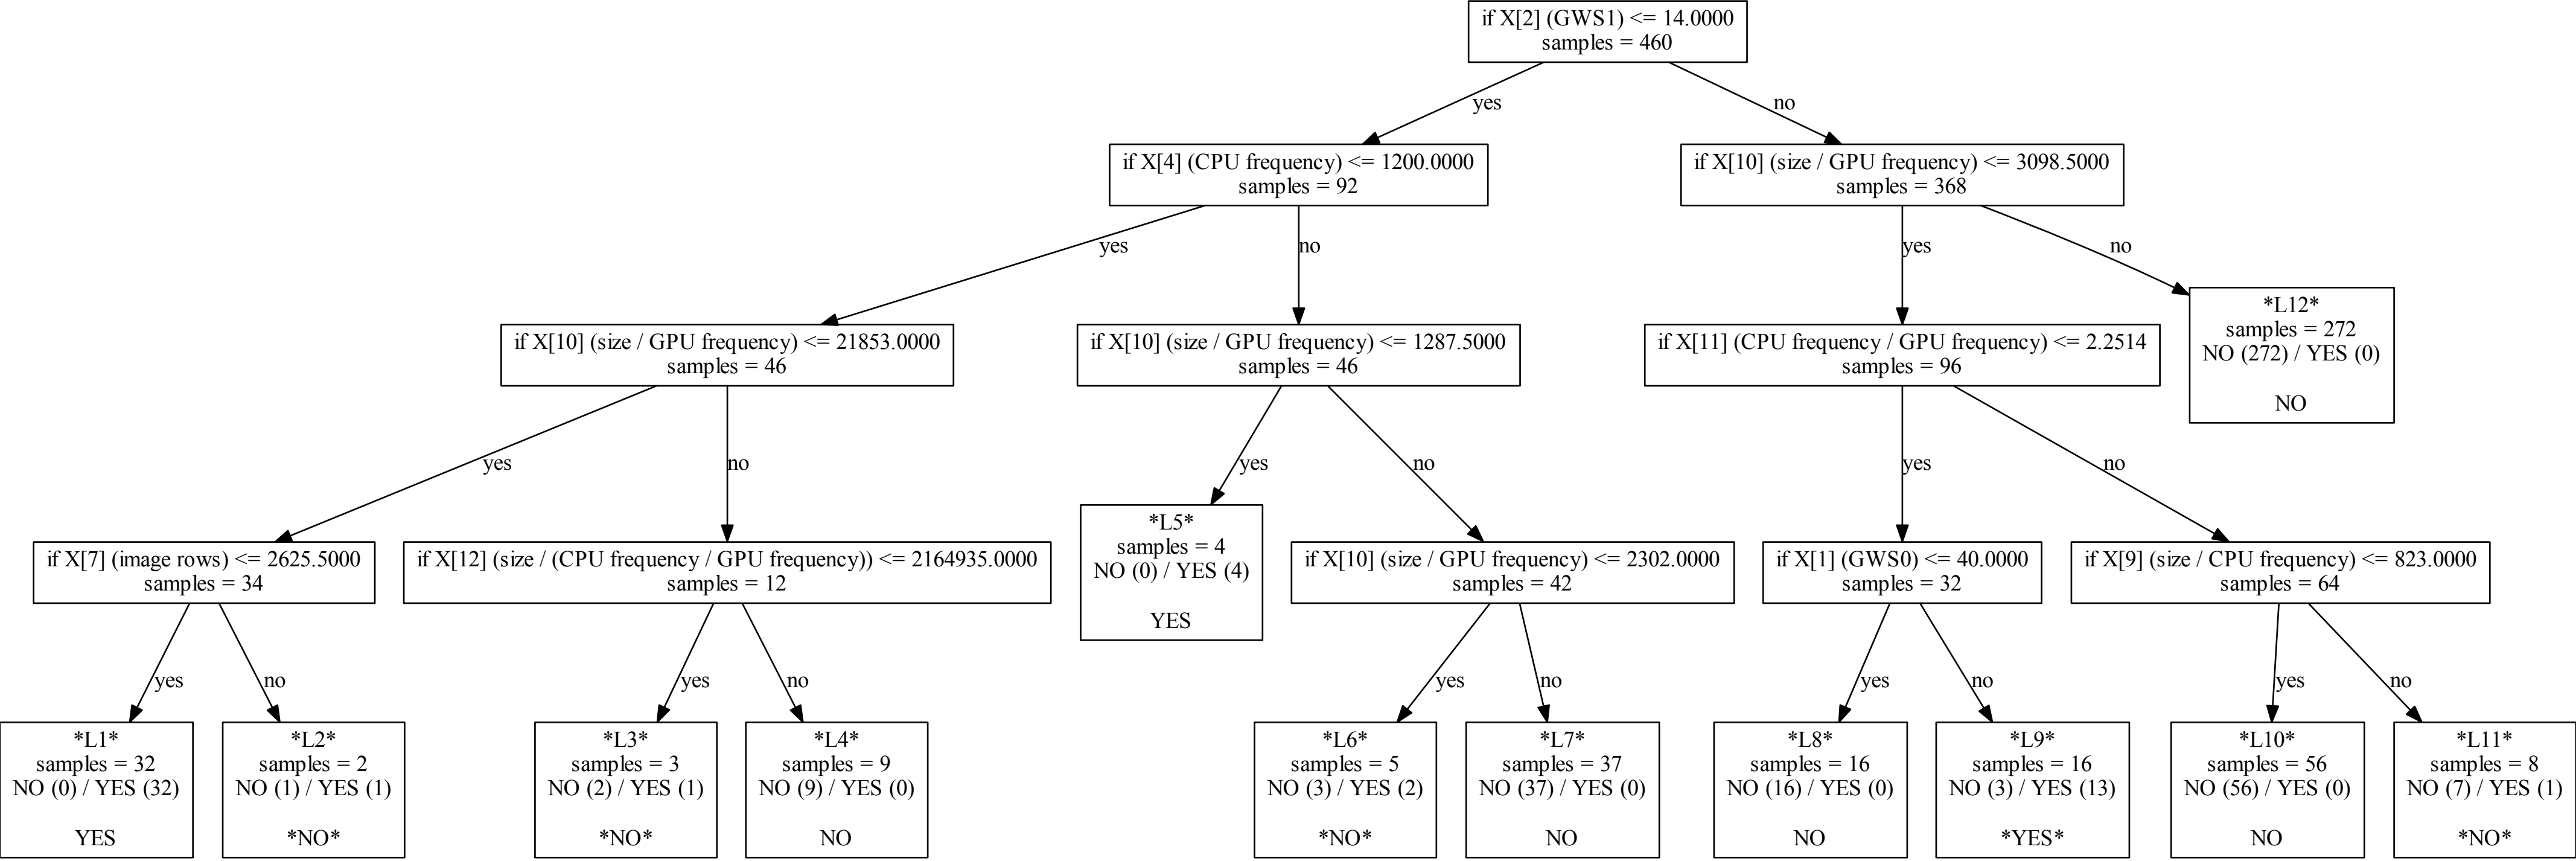 if X[2] (GWS1) <= 14.0000
samples = 460
yes
no
if X[4] (CPU frequency) <= 1200.0000
samples = 92
if X[10] (size / GPU frequency) <= 3098.5000
samples = 368
yes
no
yes
no
*L12*
samples = 272
NO (272) / YES (0)
NO
if X[10] (size / GPU frequency) <= 21853.0000
samples = 46
if X[10] (size / GPU frequency) <= 1287.5000
samples = 46
if X[11] (CPU frequency / GPU frequency) <= 2.2514
samples = 96
yes
no
yes
no
yes
no
*L5*
samples = 4
NO (0) / YES (4)
YES
if X[7] (image rows) <= 2625.5000
samples = 34
if X[12] (size / (CPU frequency / GPU frequency)) <= 2164935.0000
samples = 12
if X[10] (size / GPU frequency) <= 2302.0000
samples = 42
if X[1] (GWS0) <= 40.0000
samples = 32
if X[9] (size / CPU frequency) <= 823.0000
samples = 64
yes
no
yes
no
yes
no
yes
no
yes
no
*L1*
samples = 32
NO (0) / YES (32)
YES
*L2*
samples = 2
NO (1) / YES (1)
*NO*
*L3*
samples = 3
NO (2) / YES (1)
*NO*
*L4*
samples = 9
NO (9) / YES (0)
NO
*L6*
samples = 5
NO (3) / YES (2)
*NO*
*L7*
samples = 37
NO (37) / YES (0)
NO
*L8*
samples = 16
NO (16) / YES (0)
NO
*L9*
samples = 16
NO (3) / YES (13)
*YES*
*L10*
samples = 56
NO (56) / YES (0)
NO
*L11*
samples = 8
NO (7) / YES (1)
*NO*